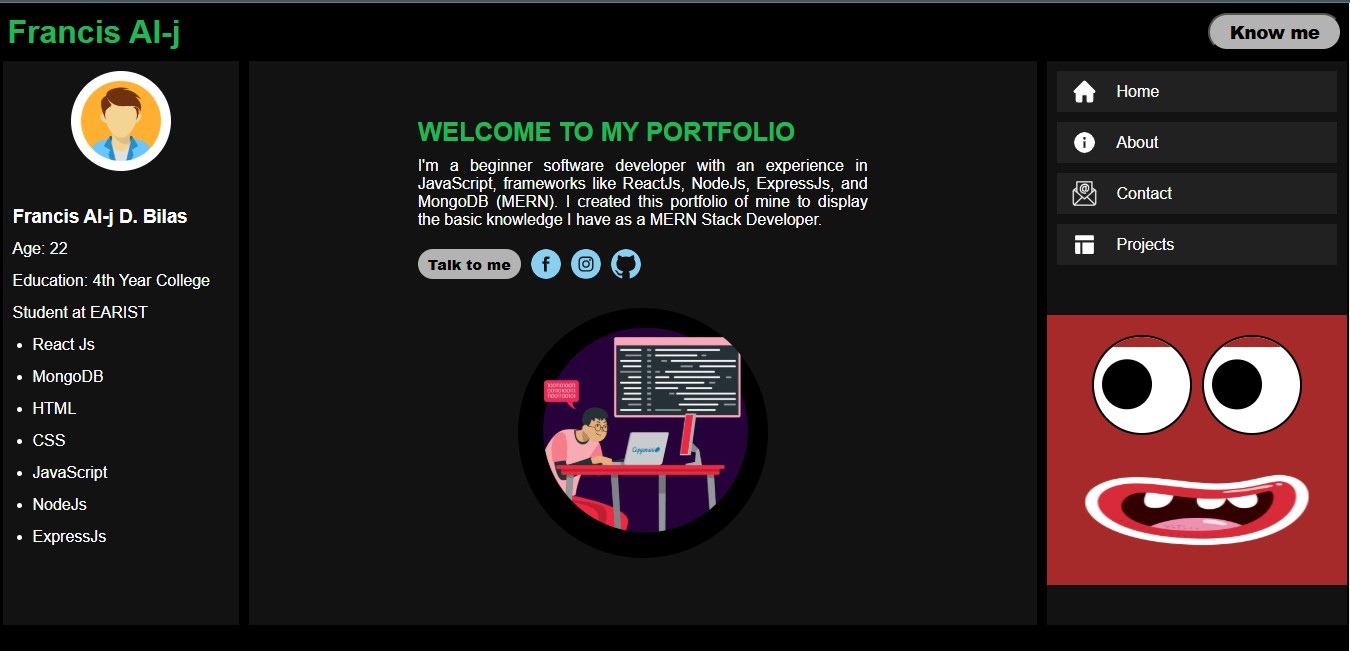 Francis Al-j
Know me
Francis Al-j D. Bilas
Age: 22
Education: 4th Year College
Student at EARIST
React Js
MongoDB
HTML
CSS
JavaScript
NodeJs
ExpressJs
WELCOME TO MY PORTFOLIO
I'm a beginner software developer with an experience in
JavaScript, frameworks like ReactJs, NodeJs, ExpressJs, and
MongoDB (MERN). I created this portfolio of mine to display
the basic knowledge I have as a MERN Stack Developer.
Talk to me
Home
About
Contact
Projects